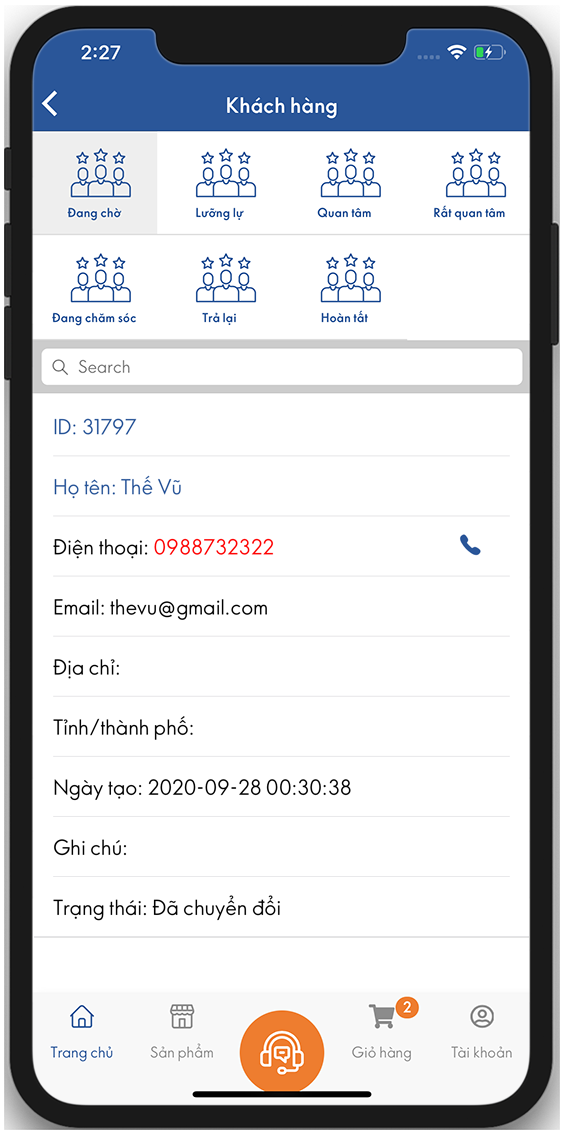 2:27
Khách hàng
Đang chờ
Lưỡng lự
Quan tâm
Rất quan tâm
Đang chăm sóc
Trả lại
Hoàn tất
Search
ID: 31797
Họ tên: Thế Vũ
Điện thoại: 0988732322
Email: thevu@gmail.com
Địa chỉ:
Tỉnh/thành phố:
Ngày tạo: 2020-09-28 00:30:38
Ghi chú:
Trạng thái: Đã chuyển đổi
2
Trang chủ
Sản phẩm
Giỏ hàng
Tài khoản